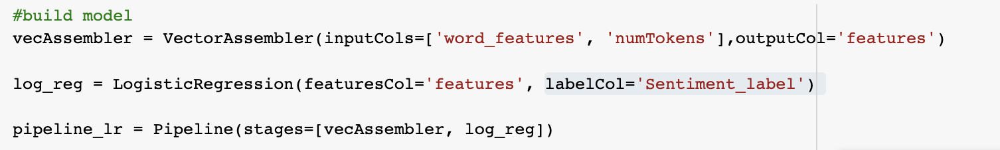 #build model
vecAssembler = VectorAssembler(inputCols=['word_features', 'numTokens'],outputCol='features')
log_reg = LogisticRegression(featuresCol='features', labelCol='Sentiment_label')
pipeline_lr = Pipeline(stages=[vecAssembler, log_reg])